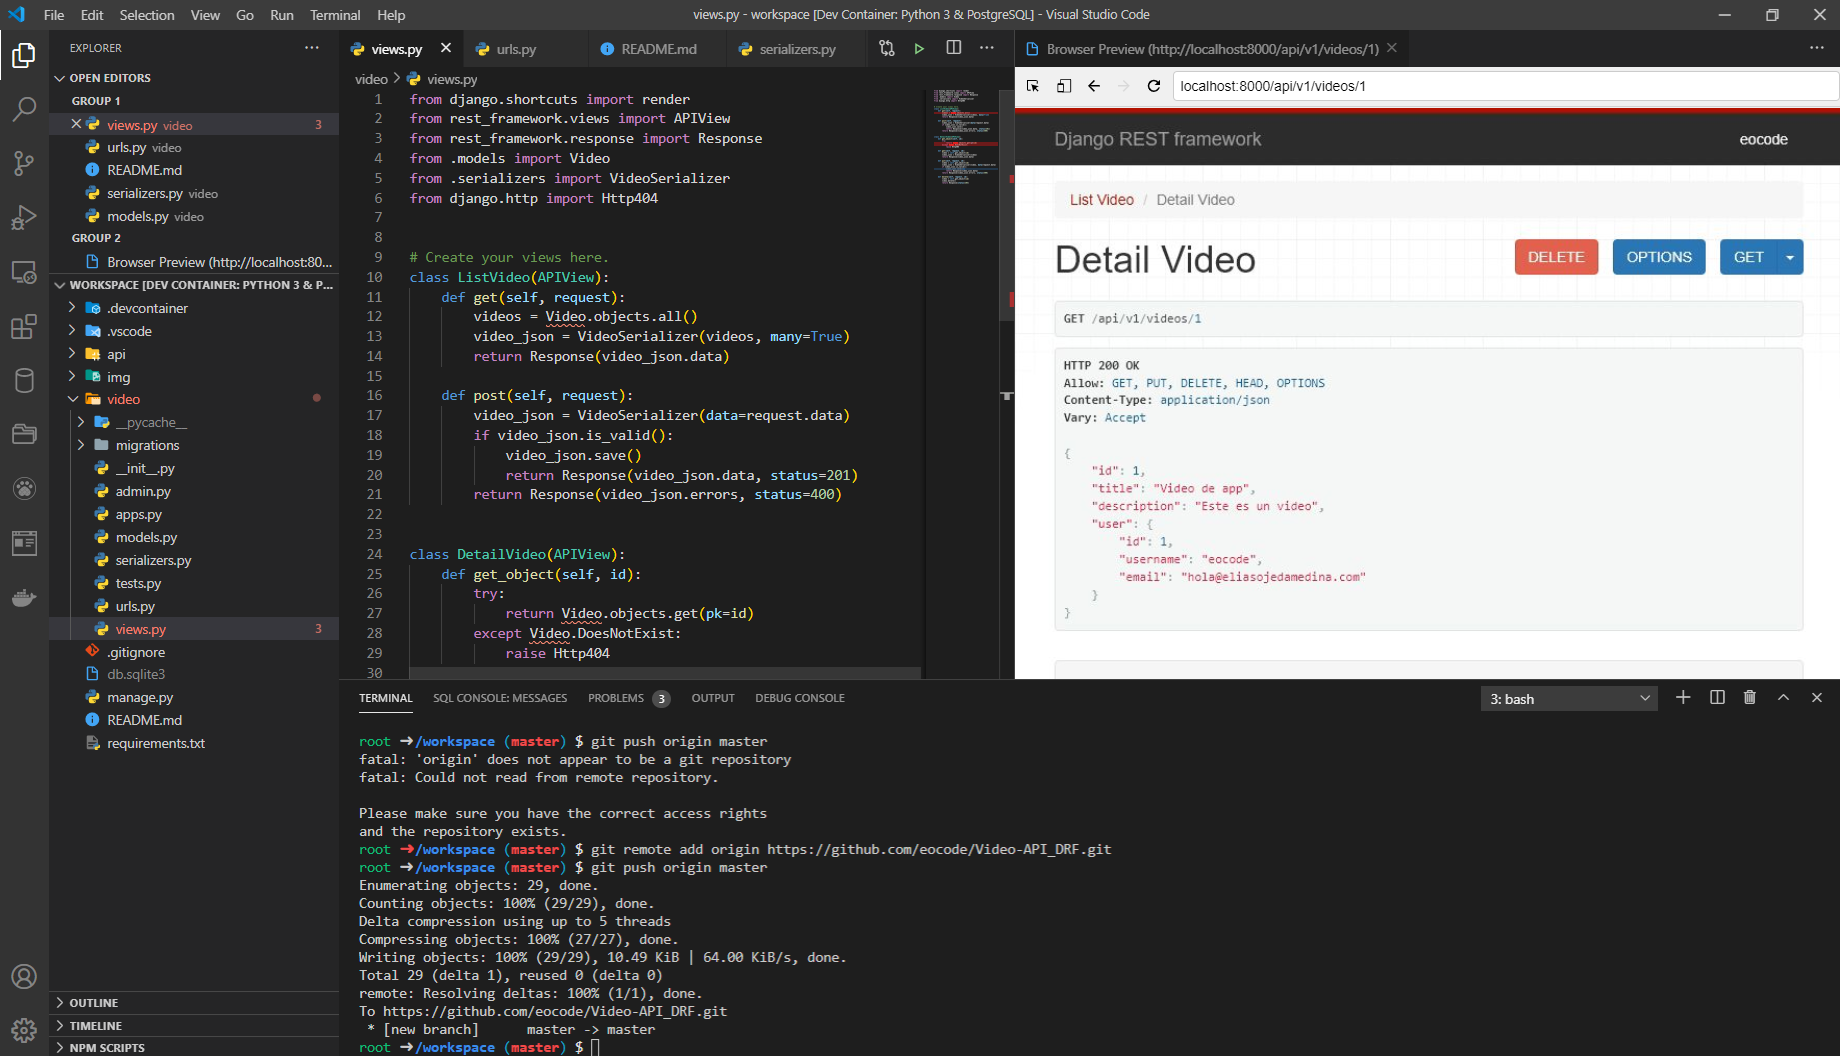 File Edit Selection View Go Run Terminal Help
views.py - workspace [Dev Container: Python 3 & PostgreSQL] - Visual Studio Code
EXPLORER
OPEN EDITORS
GROUP 1
views.py video 3
urls.py video
README.md
serializers.py video
models.py video
GROUP 2
Browser Preview (http://localhost:80...
WORKSPACE [DEV CONTAINER: PYTHON 3 & P...
.devcontainer
.vscode
api
img
video
__pycache__
migrations
__init__.py
admin.py
apps.py
models.py
serializers.py
tests.py
urls.py
views.py 3
.gitignore
db.sqlite3
manage.py
README.md
requirements.txt
OUTLINE
TIMELINE
NPM SCRIPTS
views.py urls.py README.md serializers.py
video > views.py
1 from django.shortcuts import render
2 from rest_framework.views import APIView
3 from rest_framework.response import Response
4 from .models import Video
5 from .serializers import VideoSerializer
6 from django.http import Http404
7
8
9 # Create your views here.
10 class ListVideo(APIView):
11 def get(self, request):
12 videos = Video.objects.all()
13 video_json = VideoSerializer(videos, many=True)
14 return Response(video_json.data)
15
16 def post(self, request):
17 video_json = VideoSerializer(data=request.data)
18 if video_json.is_valid():
19 video_json.save()
20 return Response(video_json.data, status=201)
21 return Response(video_json.errors, status=400)
22
23
24 class DetailVideo(APIView):
25 def get_object(self, id):
26 try:
27 return Video.objects.get(pk=id)
28 except Video.DoesNotExist:
29 raise Http404
30
Browser Preview (http://localhost:8000/api/v1/videos/1)
localhost:8000/api/v1/videos/1
Django REST framework eocode
List Video / Detail Video
Detail Video
DELETE OPTIONS GET
GET /api/v1/videos/1
HTTP 200 OK
Allow: GET, PUT, DELETE, HEAD, OPTIONS
Content-Type: application/json
Vary: Accept
{
"id": 1,
"title": "Video de app",
"description": "Este es un video",
"user": {
"id": 1,
"username": "eocode",
"email": "hola@eliasojedamedina.com"
}
}
TERMINAL SQL CONSOLE: MESSAGES PROBLEMS 3 OUTPUT DEBUG CONSOLE
3: bash
root ➜/workspace (master) $ git push origin master
fatal: 'origin' does not appear to be a git repository
fatal: Could not read from remote repository.
Please make sure you have the correct access rights
and the repository exists.
root ➜/workspace (master) $ git remote add origin https://github.com/eocode/Video-API_DRF.git
root ➜/workspace (master) $ git push origin master
Enumerating objects: 29, done.
Counting objects: 100% (29/29), done.
Delta compression using up to 5 threads
Compressing objects: 100% (27/27), done.
Writing objects: 100% (29/29), 10.49 KiB | 64.00 KiB/s, done.
Total 29 (delta 1), reused 0 (delta 0)
remote: Resolving deltas: 100% (1/1), done.
To https://github.com/eocode/Video-API_DRF.git
* [new branch] master -> master
root ➜/workspace (master) $